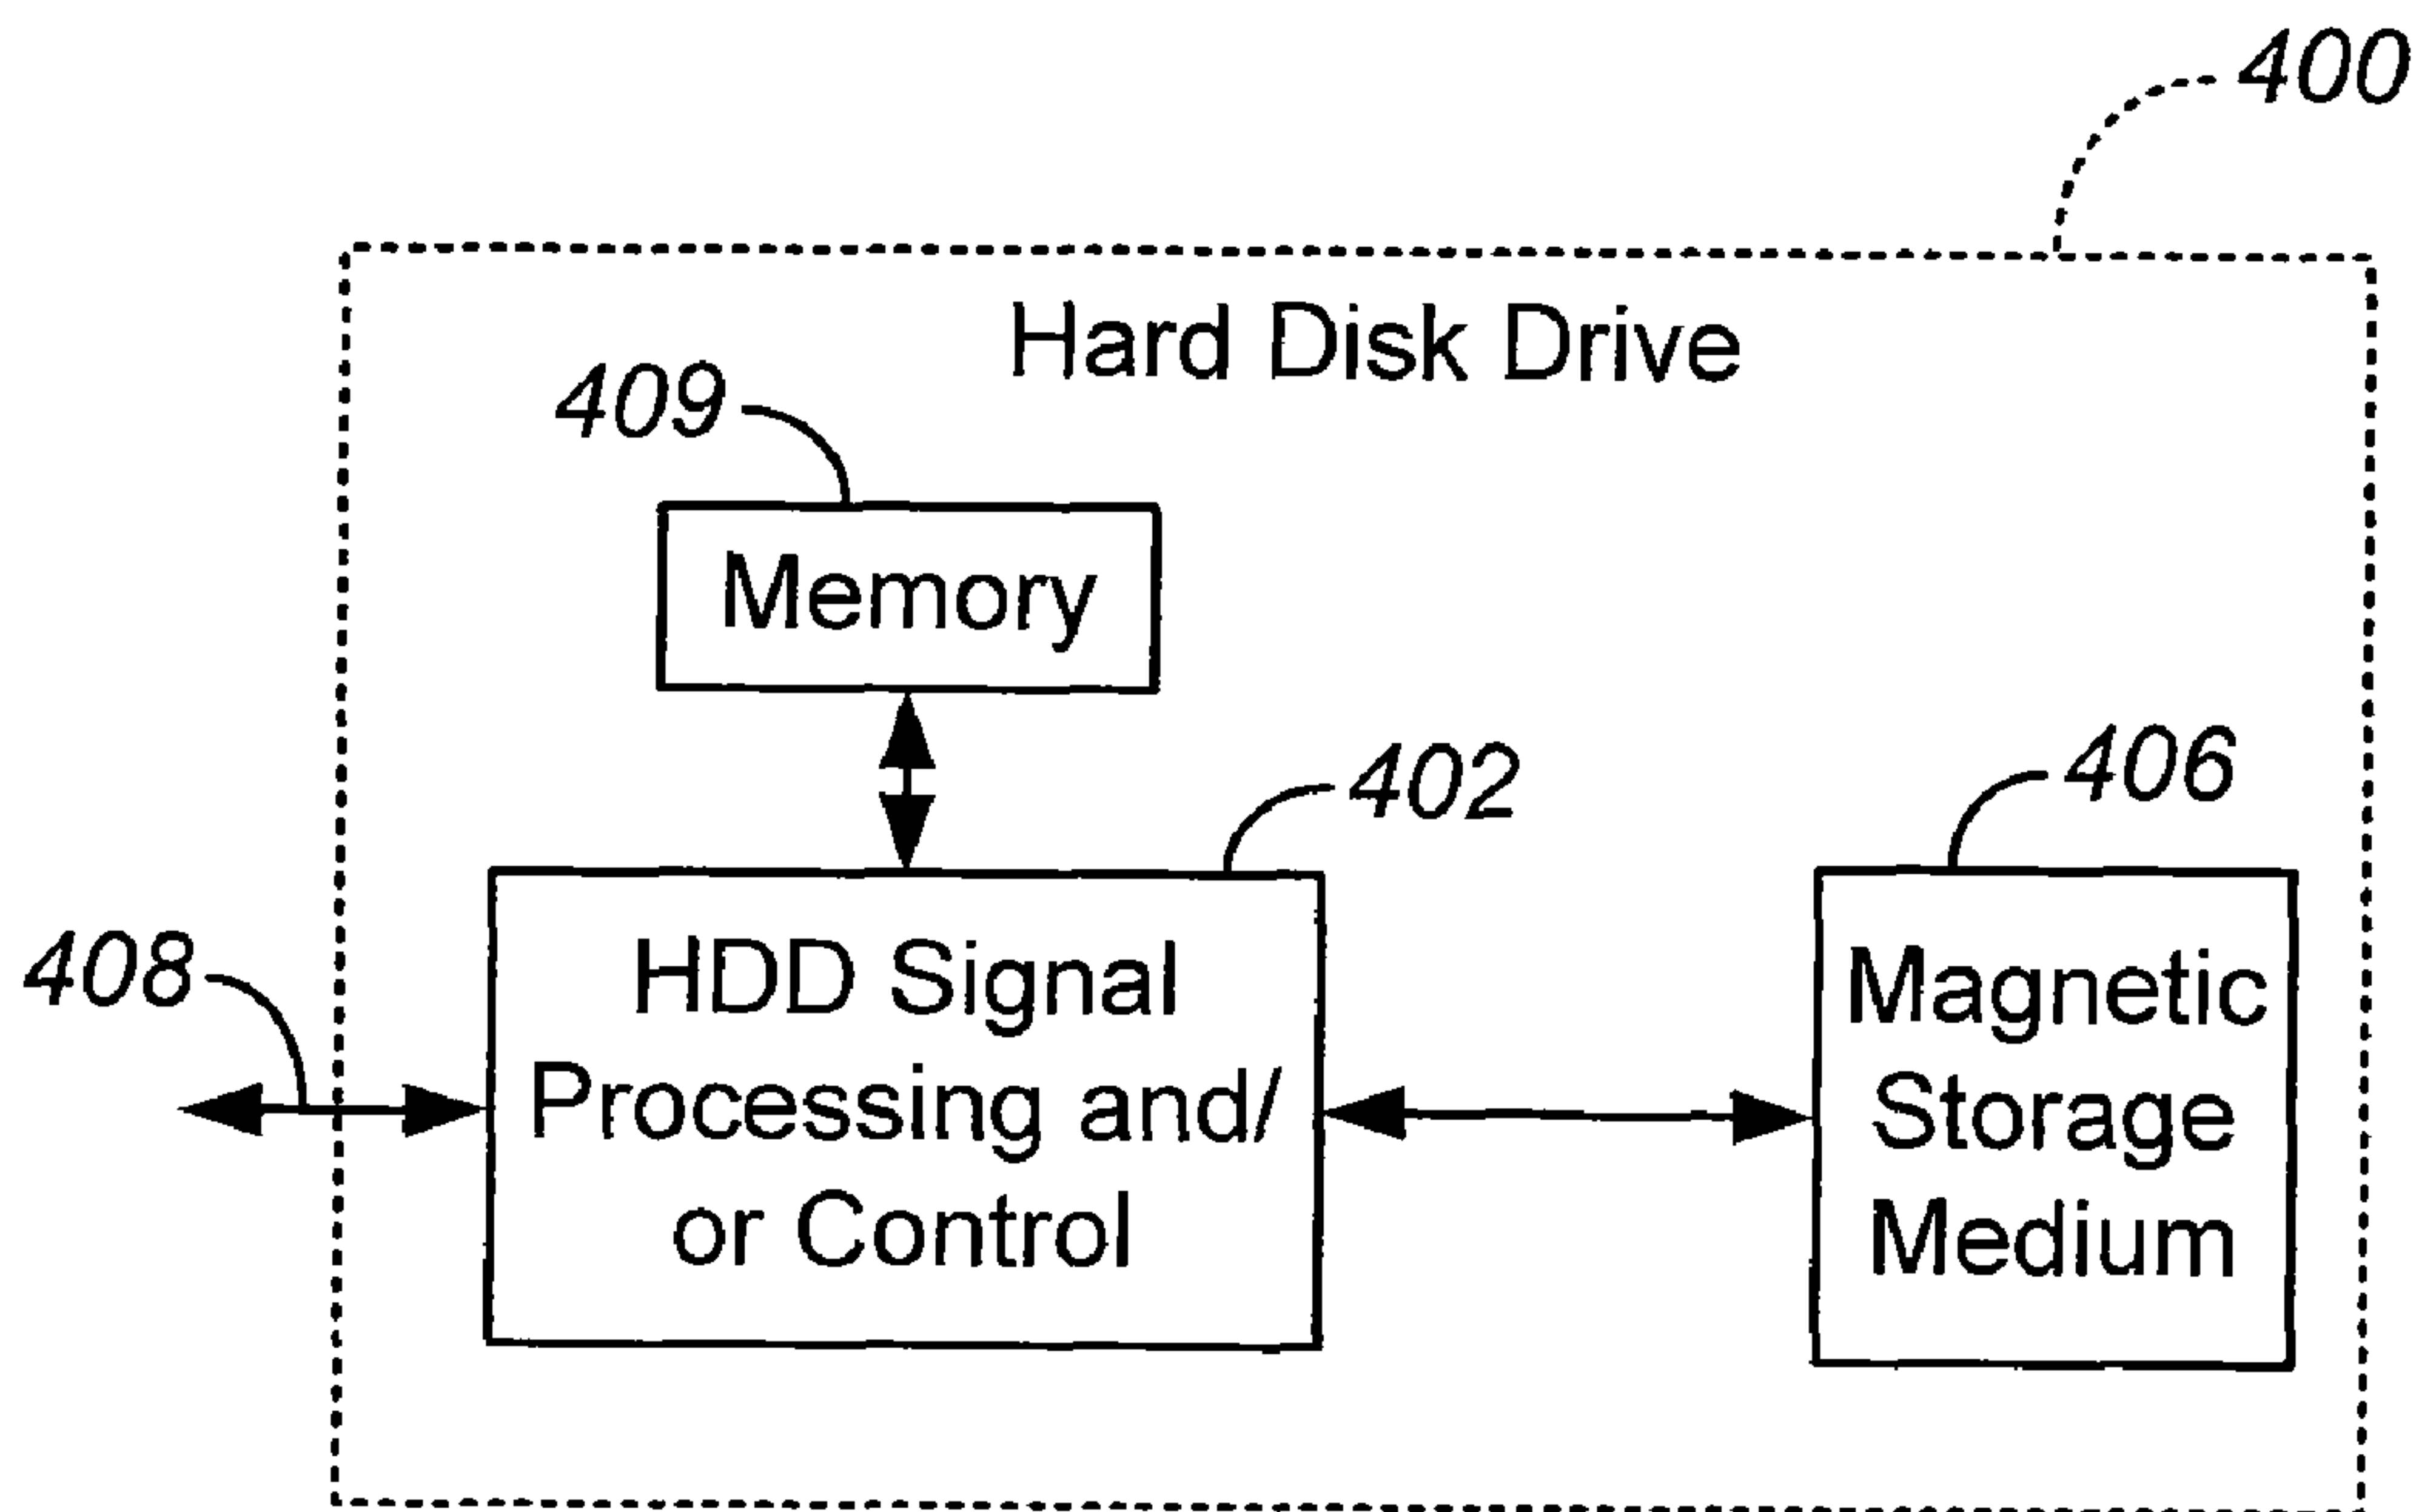 400
Hard Disk Drive
409
Memory
402
406
408
HDD Signal
Processing and/
or Control
Magnetic
Storage
Medium